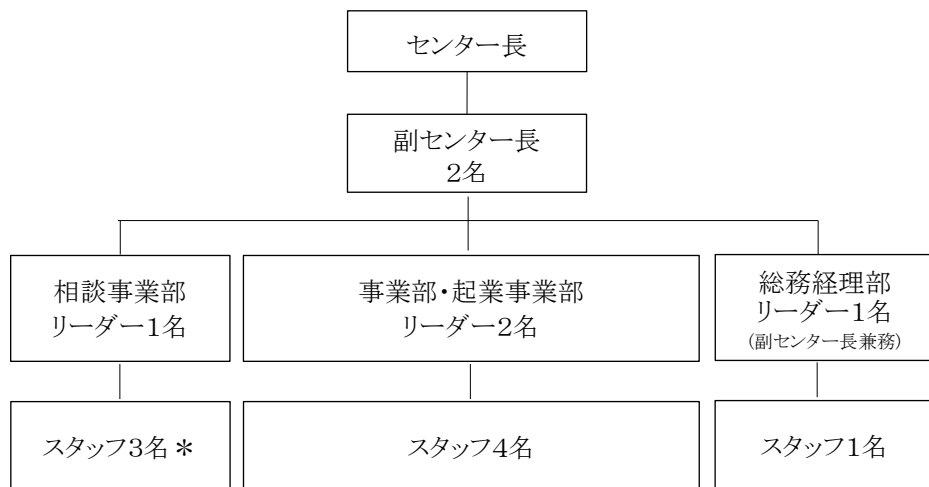 センター長
副センター長
2名
相談事業部
リーダー1名
事業部・起業事業部
リーダー2名
総務経理部
リーダー1名
(副センター長兼務)
スタッフ3名＊
スタッフ4名
スタッフ1名